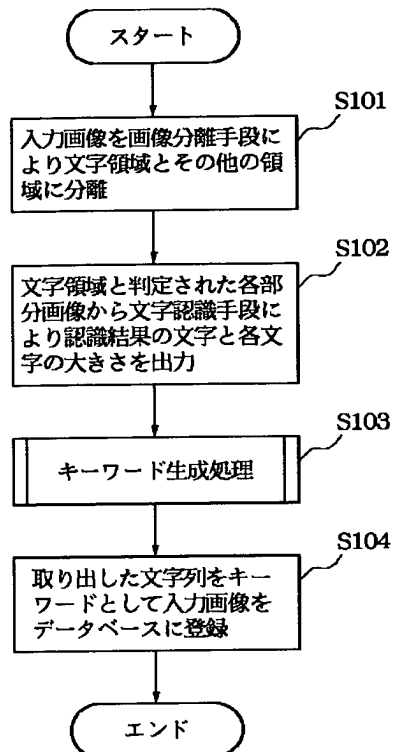 スタート
S101
入力画像を画像分離手段に
より文字領域とその他の領
域に分離
S102
文字領域と判定された各部
分画像から文字認識手段に
より認識結果の文字と各文
字の大きさを出力
S103
キーワード生成処理
S104
取り出した文字列をキー
ワードとして入力画像を
データベースに登録
エンド